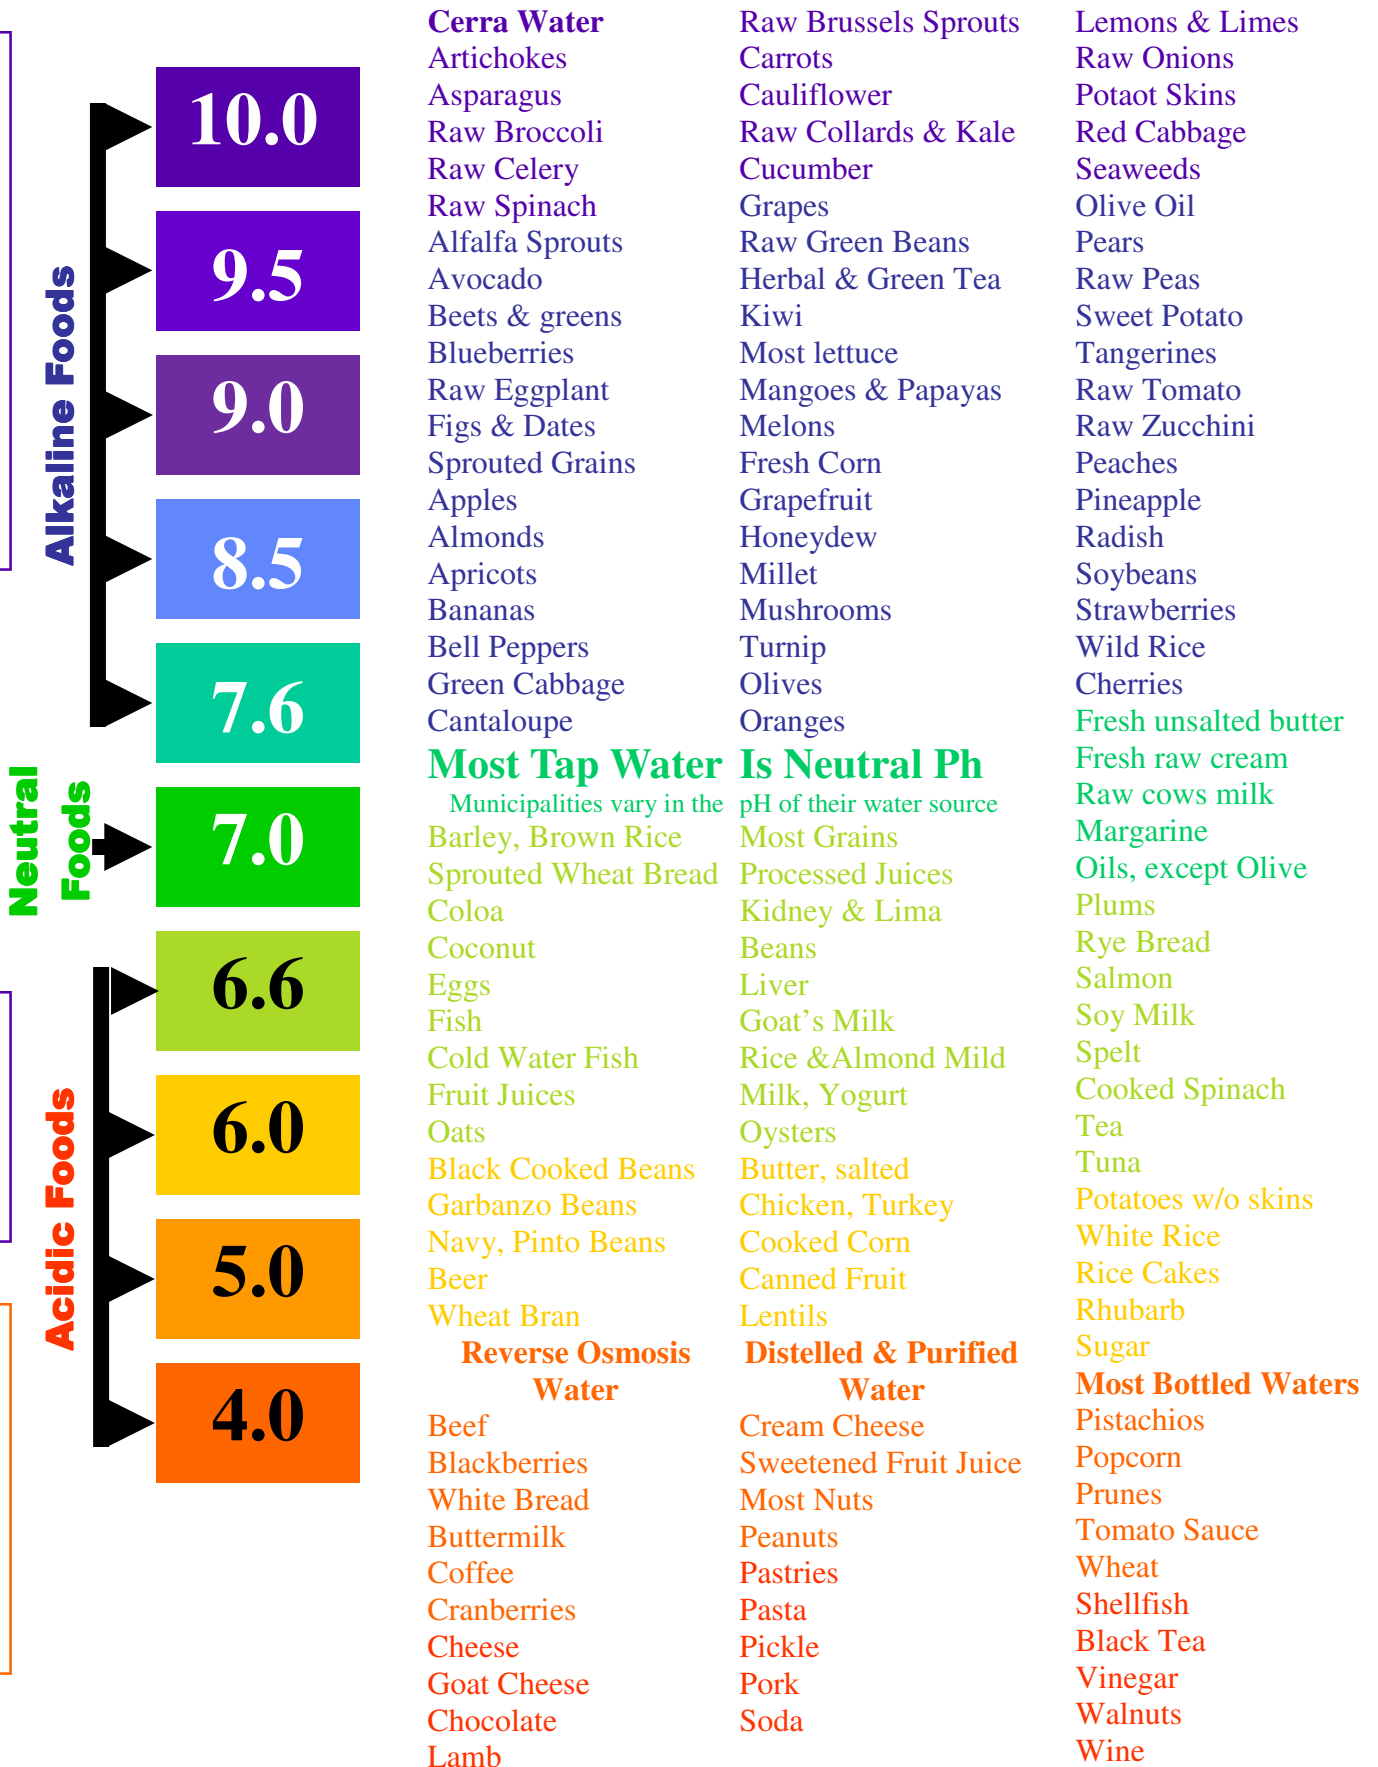 Alkaline Foods
Neutral
Foods
Acidic Foods
10.0
9.5
9.0
8.5
7.6
7.0
6.6
6.0
5.0
4.0
Cerra Water
Artichokes
Asparagus
Raw Broccoli
Raw Celery
Raw Spinach
Alfalfa Sprouts
Avocado
Beets & greens
Blueberries
Raw Eggplant
Figs & Dates
Sprouted Grains
Apples
Almonds
Apricots
Bananas
Bell Peppers
Green Cabbage
Cantaloupe
Most Tap Water
Municipalities vary in the
Barley, Brown Rice
Sprouted Wheat Bread
Coloa
Coconut
Eggs
Fish
Cold Water Fish
Fruit Juices
Oats
Black Cooked Beans
Garbanzo Beans
Navy, Pinto Beans
Beer
Wheat Bran
Reverse Osmosis
Water
Beef
Blackberries
White Bread
Buttermilk
Coffee
Cranberries
Cheese
Goat Cheese
Chocolate
Lamb
Raw Brussels Sprouts
Carrots
Cauliflower
Raw Collards & Kale
Cucumber
Grapes
Raw Green Beans
Herbal & Green Tea
Kiwi
Most lettuce
Mangoes & Papayas
Melons
Fresh Corn
Grapefruit
Honeydew
Millet
Mushrooms
Turnip
Olives
Oranges
Is Neutral Ph
pH of their water source
Most Grains
Processed Juices
Kidney & Lima
Beans
Liver
Goat’s Milk
Rice &Almond Mild
Milk, Yogurt
Oysters
Butter, salted
Chicken, Turkey
Cooked Corn
Canned Fruit
Lentils
Distelled & Purified
Water
Cream Cheese
Sweetened Fruit Juice
Most Nuts
Peanuts
Pastries
Pasta
Pickle
Pork
Soda
Lemons & Limes
Raw Onions
Potaot Skins
Red Cabbage
Seaweeds
Olive Oil
Pears
Raw Peas
Sweet Potato
Tangerines
Raw Tomato
Raw Zucchini
Peaches
Pineapple
Radish
Soybeans
Strawberries
Wild Rice
Cherries
Fresh unsalted butter
Fresh raw cream
Raw cows milk
Margarine
Oils, except Olive
Plums
Rye Bread
Salmon
Soy Milk
Spelt
Cooked Spinach
Tea
Tuna
Potatoes w/o skins
White Rice
Rice Cakes
Rhubarb
Sugar
Most Bottled Waters
Pistachios
Popcorn
Prunes
Tomato Sauce
Wheat
Shellfish
Black Tea
Vinegar
Walnuts
Wine